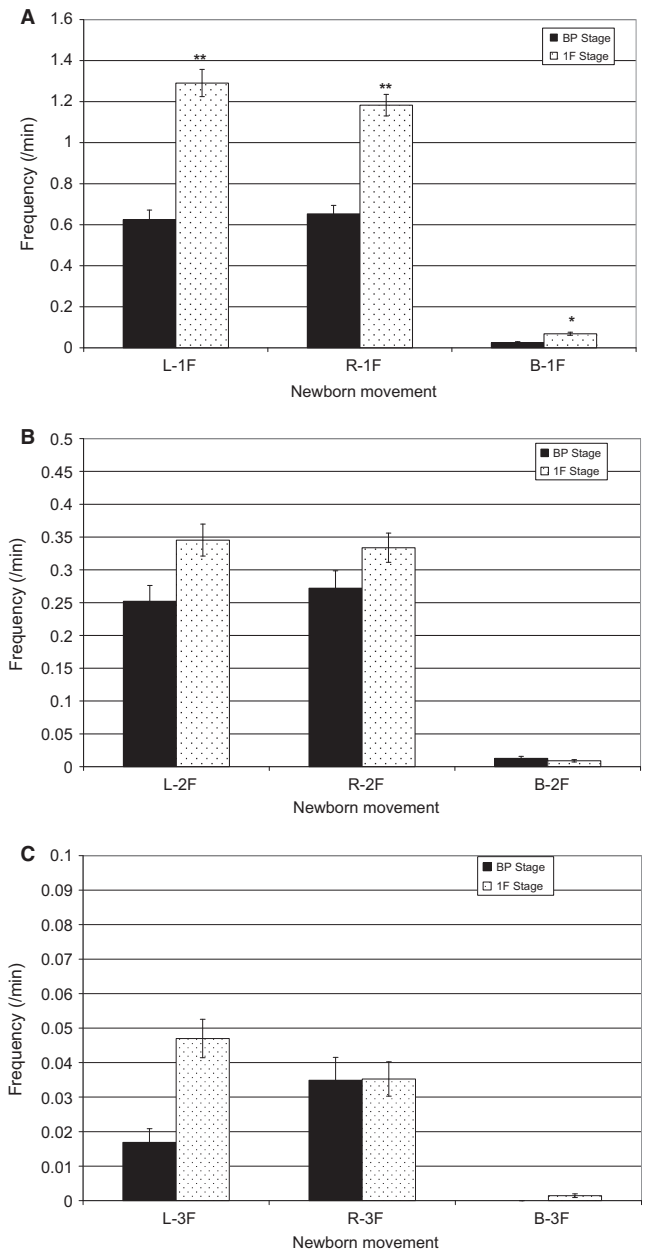 A
1.6
1.4
1.2
1
0.8
0.6
0.4
0.2
0
Frequency (/min)
BP Stage
1F Stage
**
**
*
L-1F R-1F B-1F
Newborn movement
B
0.5
0.45
0.4
0.35
0.3
0.25
0.2
0.15
0.1
0.05
0
Frequency (/min)
BP Stage
1F Stage
L-2F R-2F B-2F
Newborn movement
C
0.1
0.09
0.08
0.07
0.06
0.05
0.04
0.03
0.02
0.01
0
Frequency (/min)
BP Stage
1F Stage
L-3F R-3F B-3F
Newborn movement